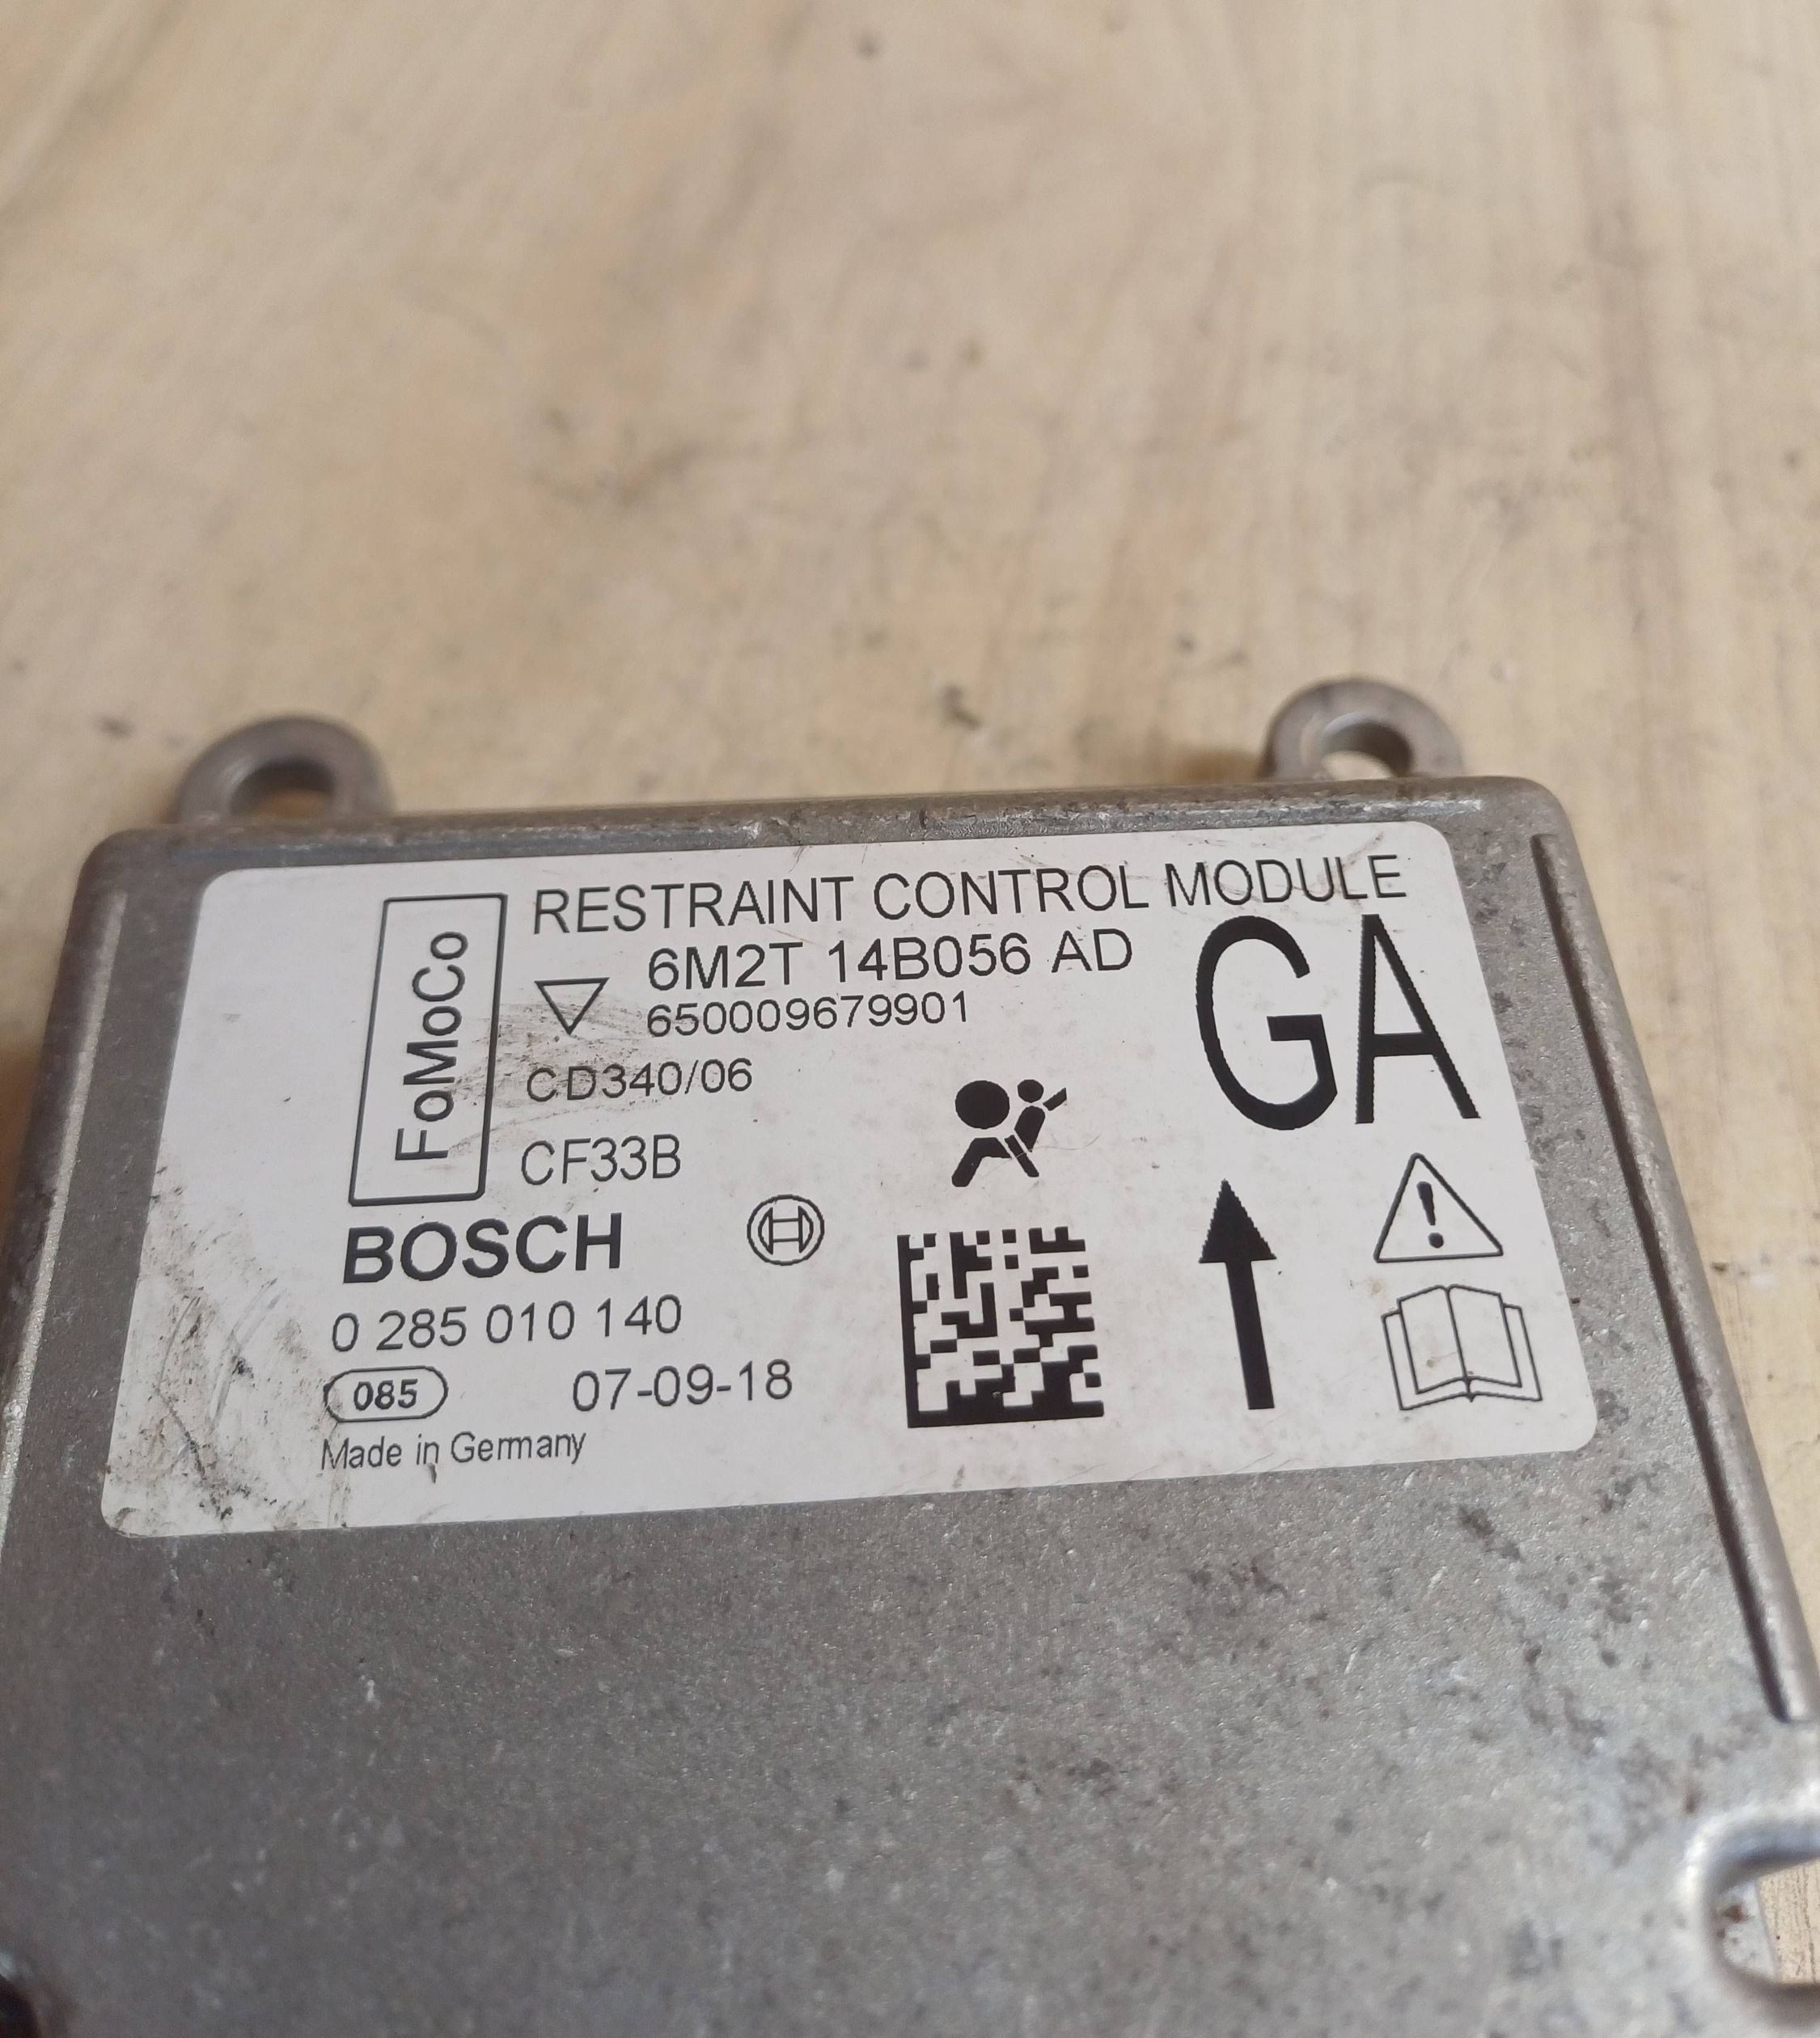 FoMoCo
RESTRAINT CONTROL MODULE
6M2T 14B056 AD
650009679901
GA
CD340/06
CF33B
BOSCH
0 285 010 140
085 07-09-18
Made in Germany